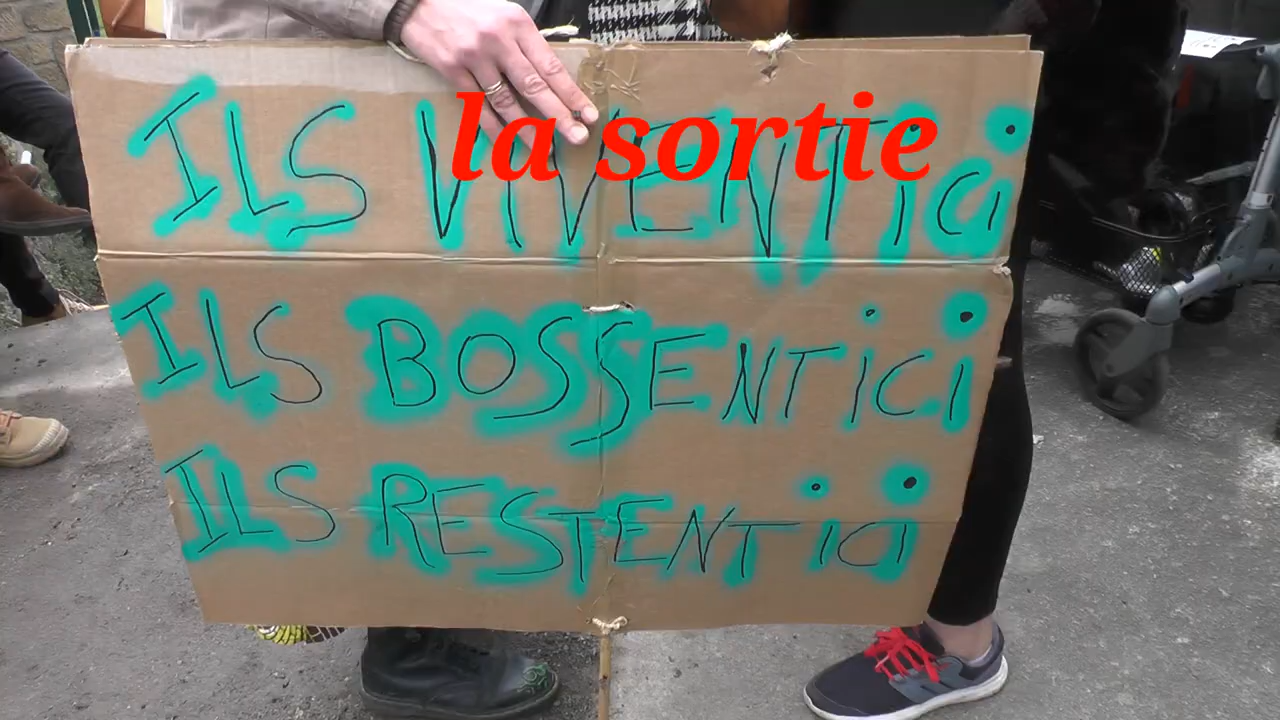 la sortie
ILS VIVENT ici
ILS BOSSENT ici
ILS RESTENT ici